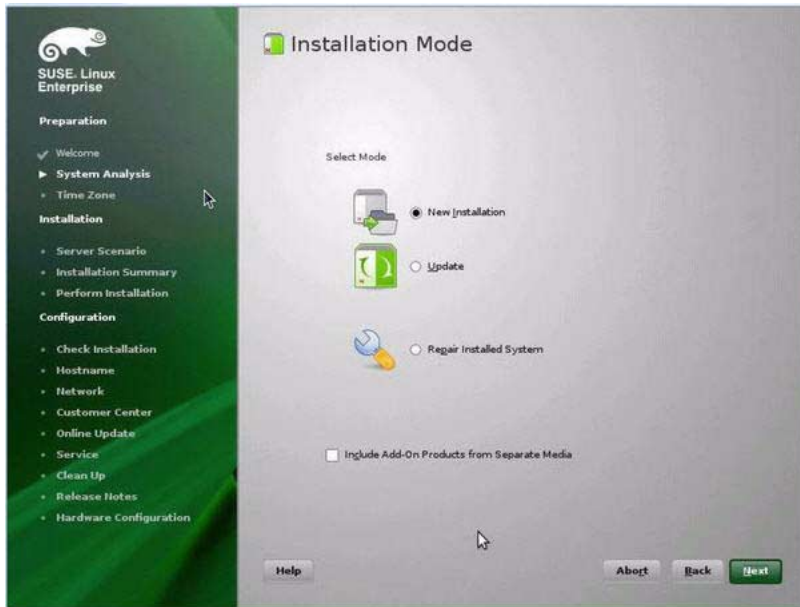 SUSE. Linux
Enterprise
Preparation
Welcome
System Analysis
Time Zone
Installation
Server Scenario
Installation Summary
Perform Installation
Configuration
Check Installation
Hostname
Network
Customer Center
Online Update
Service
Clean Up
Release Notes
Hardware Configuration
Installation Mode
Select Mode
New Installation
Update
Repair Installed System
Include Add-On Products from Separate Media
Help
Abort
Back
Next